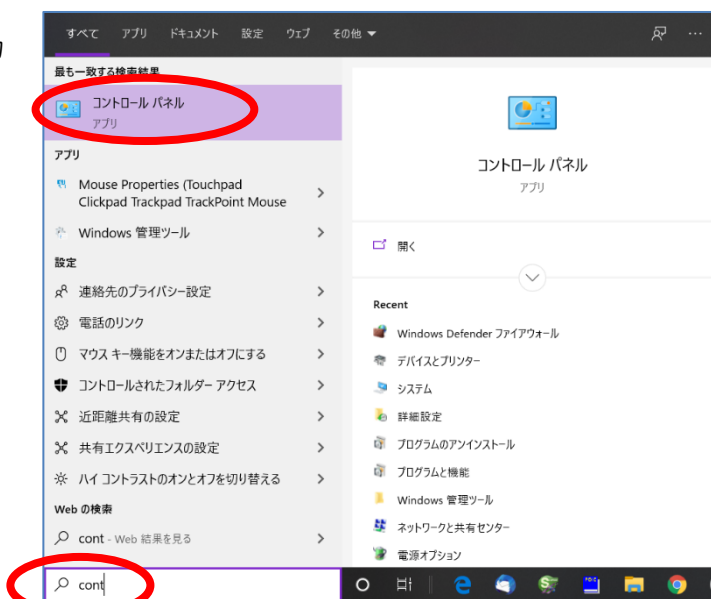 すべて アプリ ドキュメント 設定 ウェブ その他
最も一致する検索結果
コントロール パネル
アプリ
アプリ
Mouse Properties (Touchpad
Clickpad Trackpad TrackPoint Mouse
Windows 管理ツール
設定
連絡先のプライバシー設定
電話のリンク
マウス キー機能をオンまたはオフにする
コントロールされたフォルダー アクセス
近距離共有の設定
共有エクスペリエンスの設定
ハイ コントラストのオンとオフを切り替える
Web の検索
cont - Web 結果を見る
cont
コントロール パネル
アプリ
開く
Recent
Windows Defender ファイアウォール
デバイスとプリンター
システム
詳細設定
プログラムのアンインストール
プログラムと機能
Windows 管理ツール
ネットワークと共有センター
電源オプション